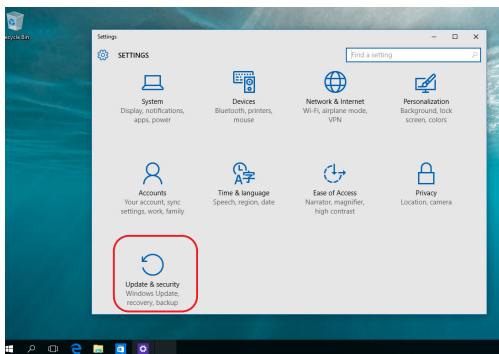 Recycle Bin
Settings
SETTINGS
Find a setting
System
Display, notifications,
apps, power
Devices
Bluetooth, printers,
mouse
Network & Internet
Wi-Fi, airplane mode,
VPN
Personalization
Background, lock
screen, colors
Accounts
Your account, sync
settings, work, family
Time & language
Speech, region, date
Ease of Access
Narrator, magnifier,
high contrast
Privacy
Location, camera
Update & security
Windows Update,
recovery, backup